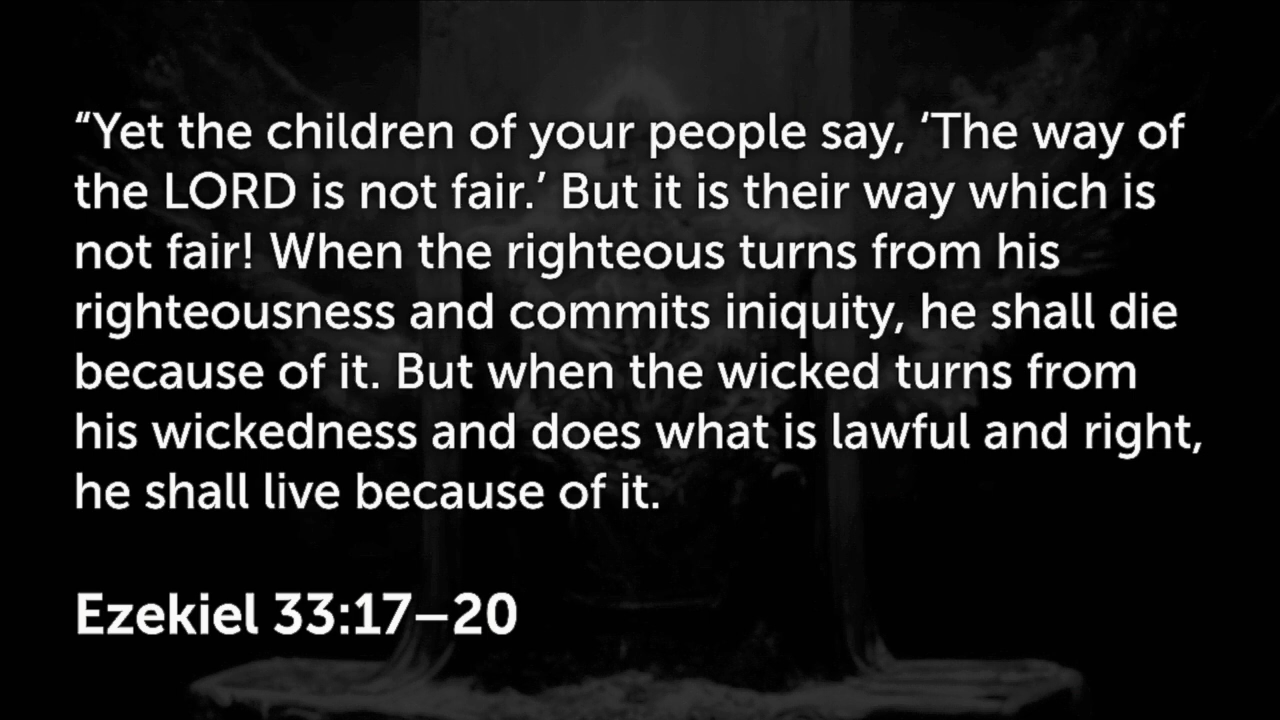 “Yet the children of your people say, ‘The way of
the LORD is not fair.’ But it is their way which is
not fair! When the righteous turns from his
righteousness and commits iniquity, he shall die
because of it. But when the wicked turns from
his wickedness and does what is lawful and right,
he shall live because of it.
Ezekiel 33:17–20